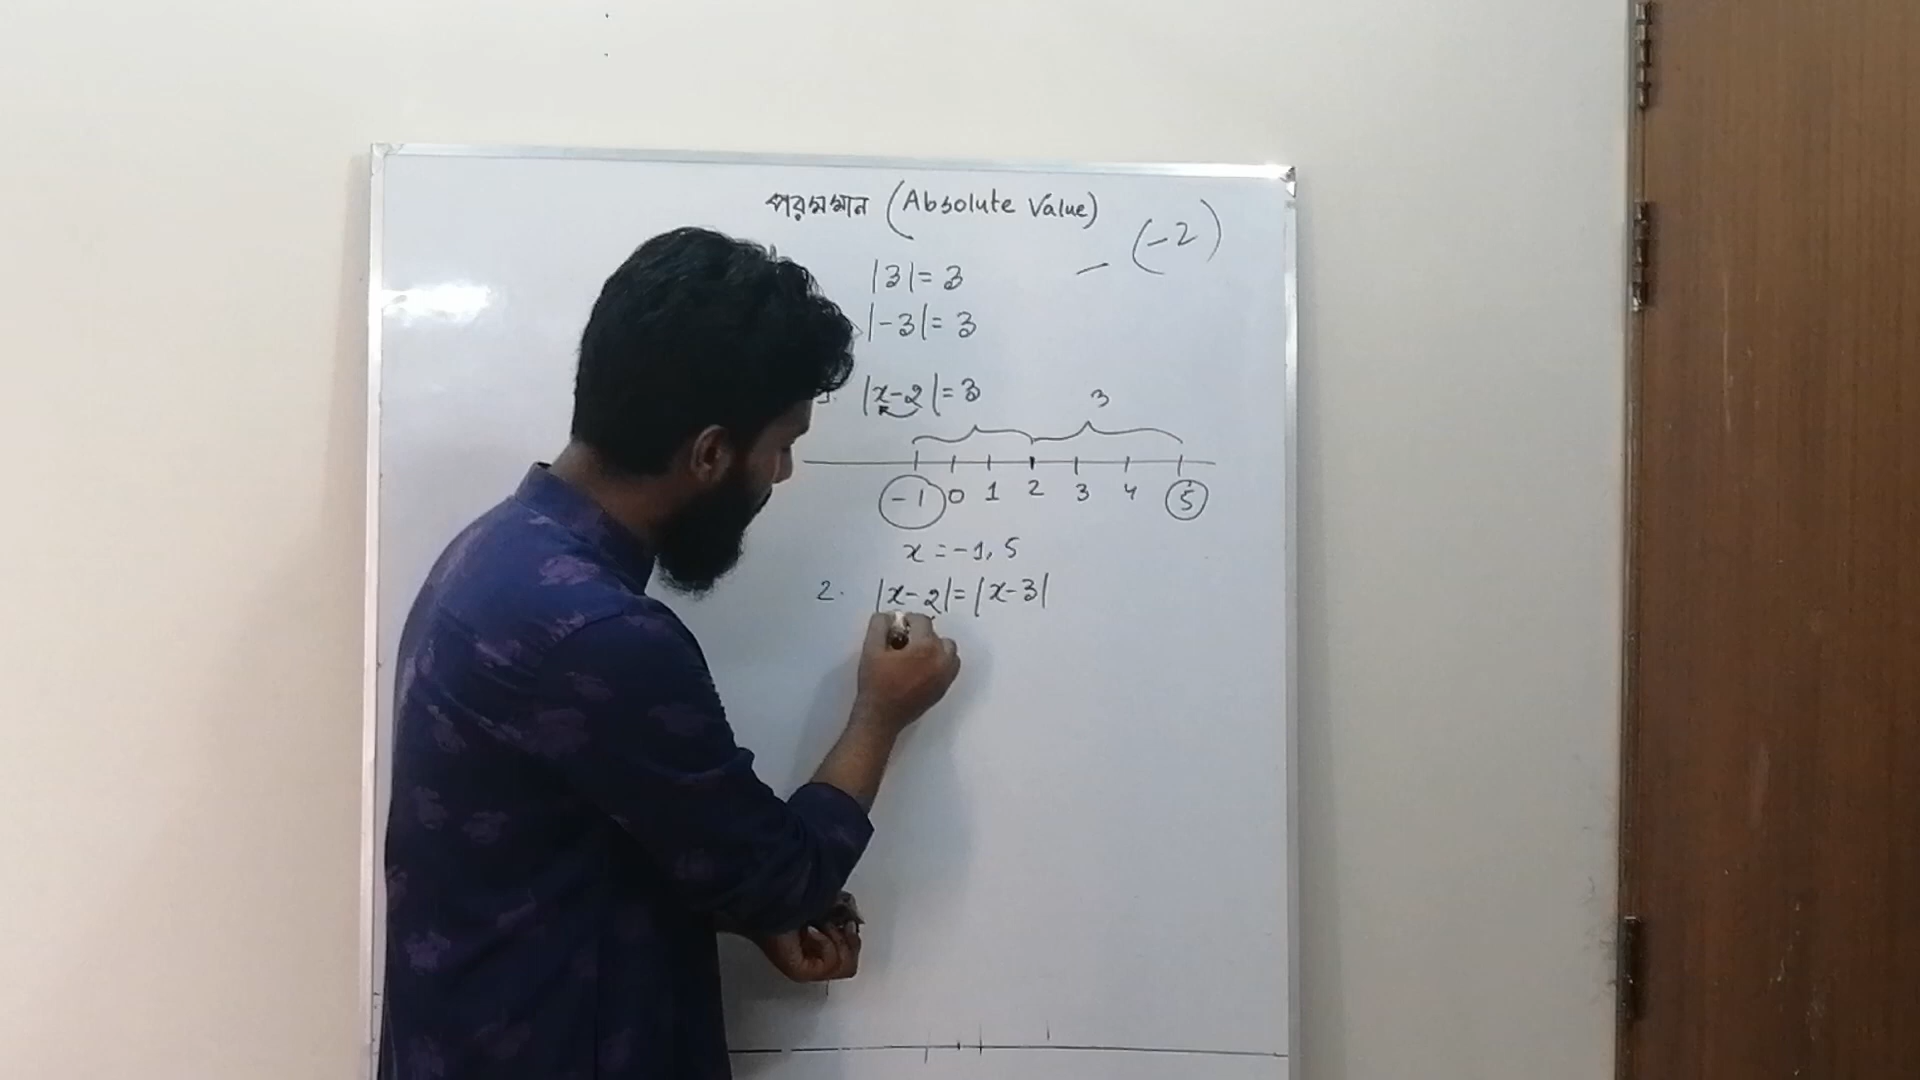 পরমমান (Absolute Value)
- (-2)
|3| = 3
|-3| = 3
1. |x-2| = 3
3
-1 0 1 2 3 4 5
x = -1, 5
2. |x-2| = |x-3|